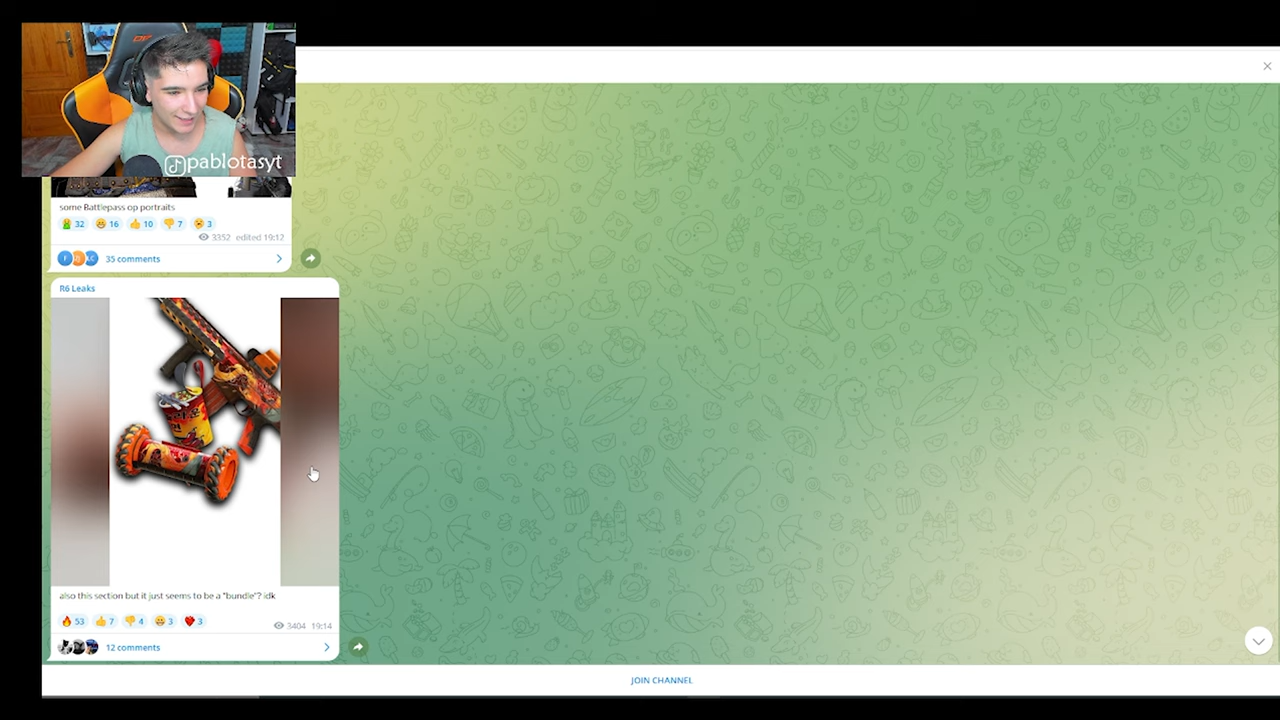 pablotasyt
some Battlepass op portraits
32 16 10 7 3
3352 edited 19:12
35 comments
R6 Leaks
also this section but it just seems to be a "bundle"? idk
53 7 4 3 3
3404 19:14
12 comments
JOIN CHANNEL